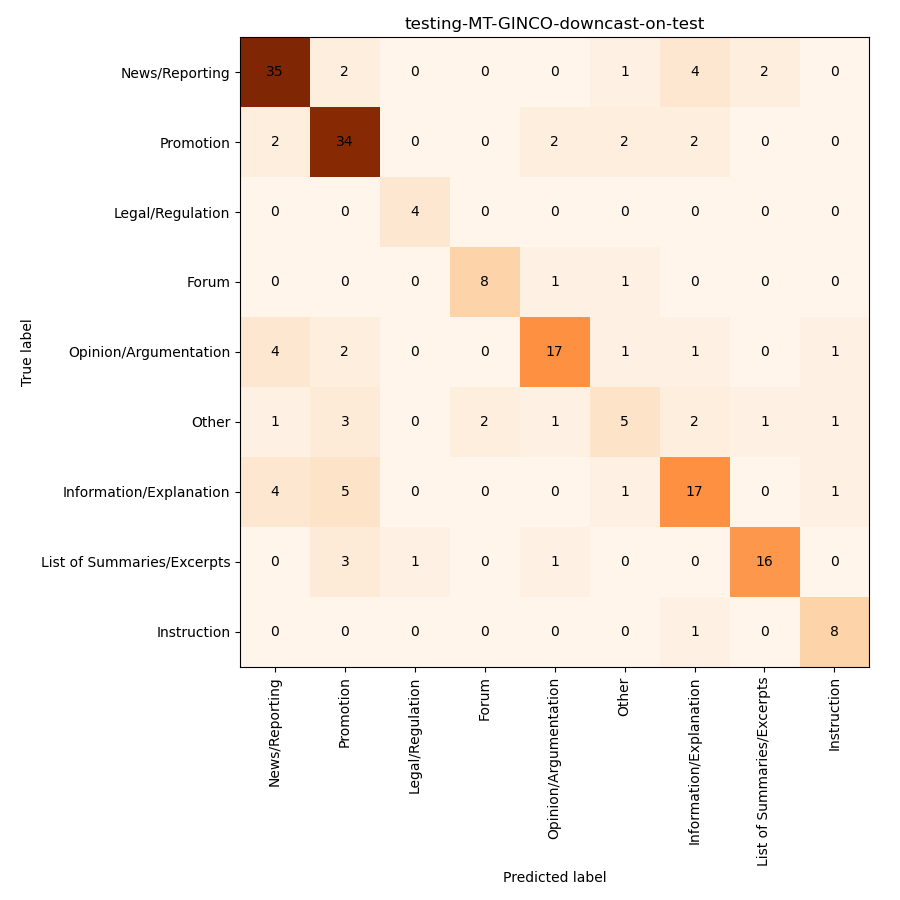 testing-MT-GINCO-downcast-on-test
True label
News/Reporting 35 2 0 0 0 1 4 2 0
Promotion 2 34 0 0 2 2 2 0 0
Legal/Regulation 0 0 4 0 0 0 0 0 0
Forum 0 0 0 8 1 1 0 0 0
Opinion/Argumentation 4 2 0 0 17 1 1 0 1
Other 1 3 0 2 1 5 2 1 1
Information/Explanation 4 5 0 0 0 1 17 0 1
List of Summaries/Excerpts 0 3 1 0 1 0 0 16 0
Instruction 0 0 0 0 0 0 1 0 8
News/Reporting
Promotion
Legal/Regulation
Forum
Opinion/Argumentation
Other
Information/Explanation
List of Summaries/Excerpts
Instruction
Predicted label